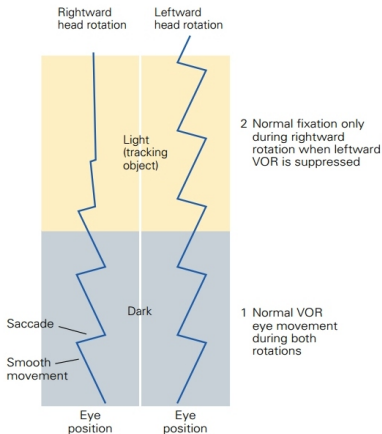 Rightward
head rotation
Leftward
head rotation
Light
(tracking
object)
2 Normal fixation only
during rightward
rotation when leftward
VOR is suppressed
Dark
1 Normal VOR
eye movement
during both
rotations
Saccade
Smooth
movement
Eye
position
Eye
position